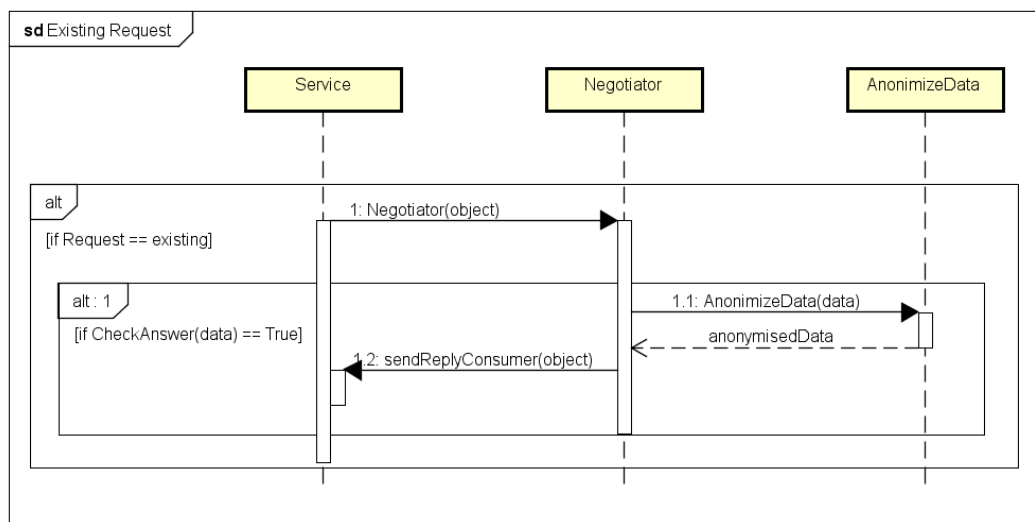 sd Existing Request
Service
Negotiator
AnonimizeData
alt
1: Negotiator(object)
[if Request == existing]
alt : 1
1.1: AnonimizeData(data)
[if CheckAnswer(data) == True]
anonymisedData
1.2: sendReplyConsumer(object)